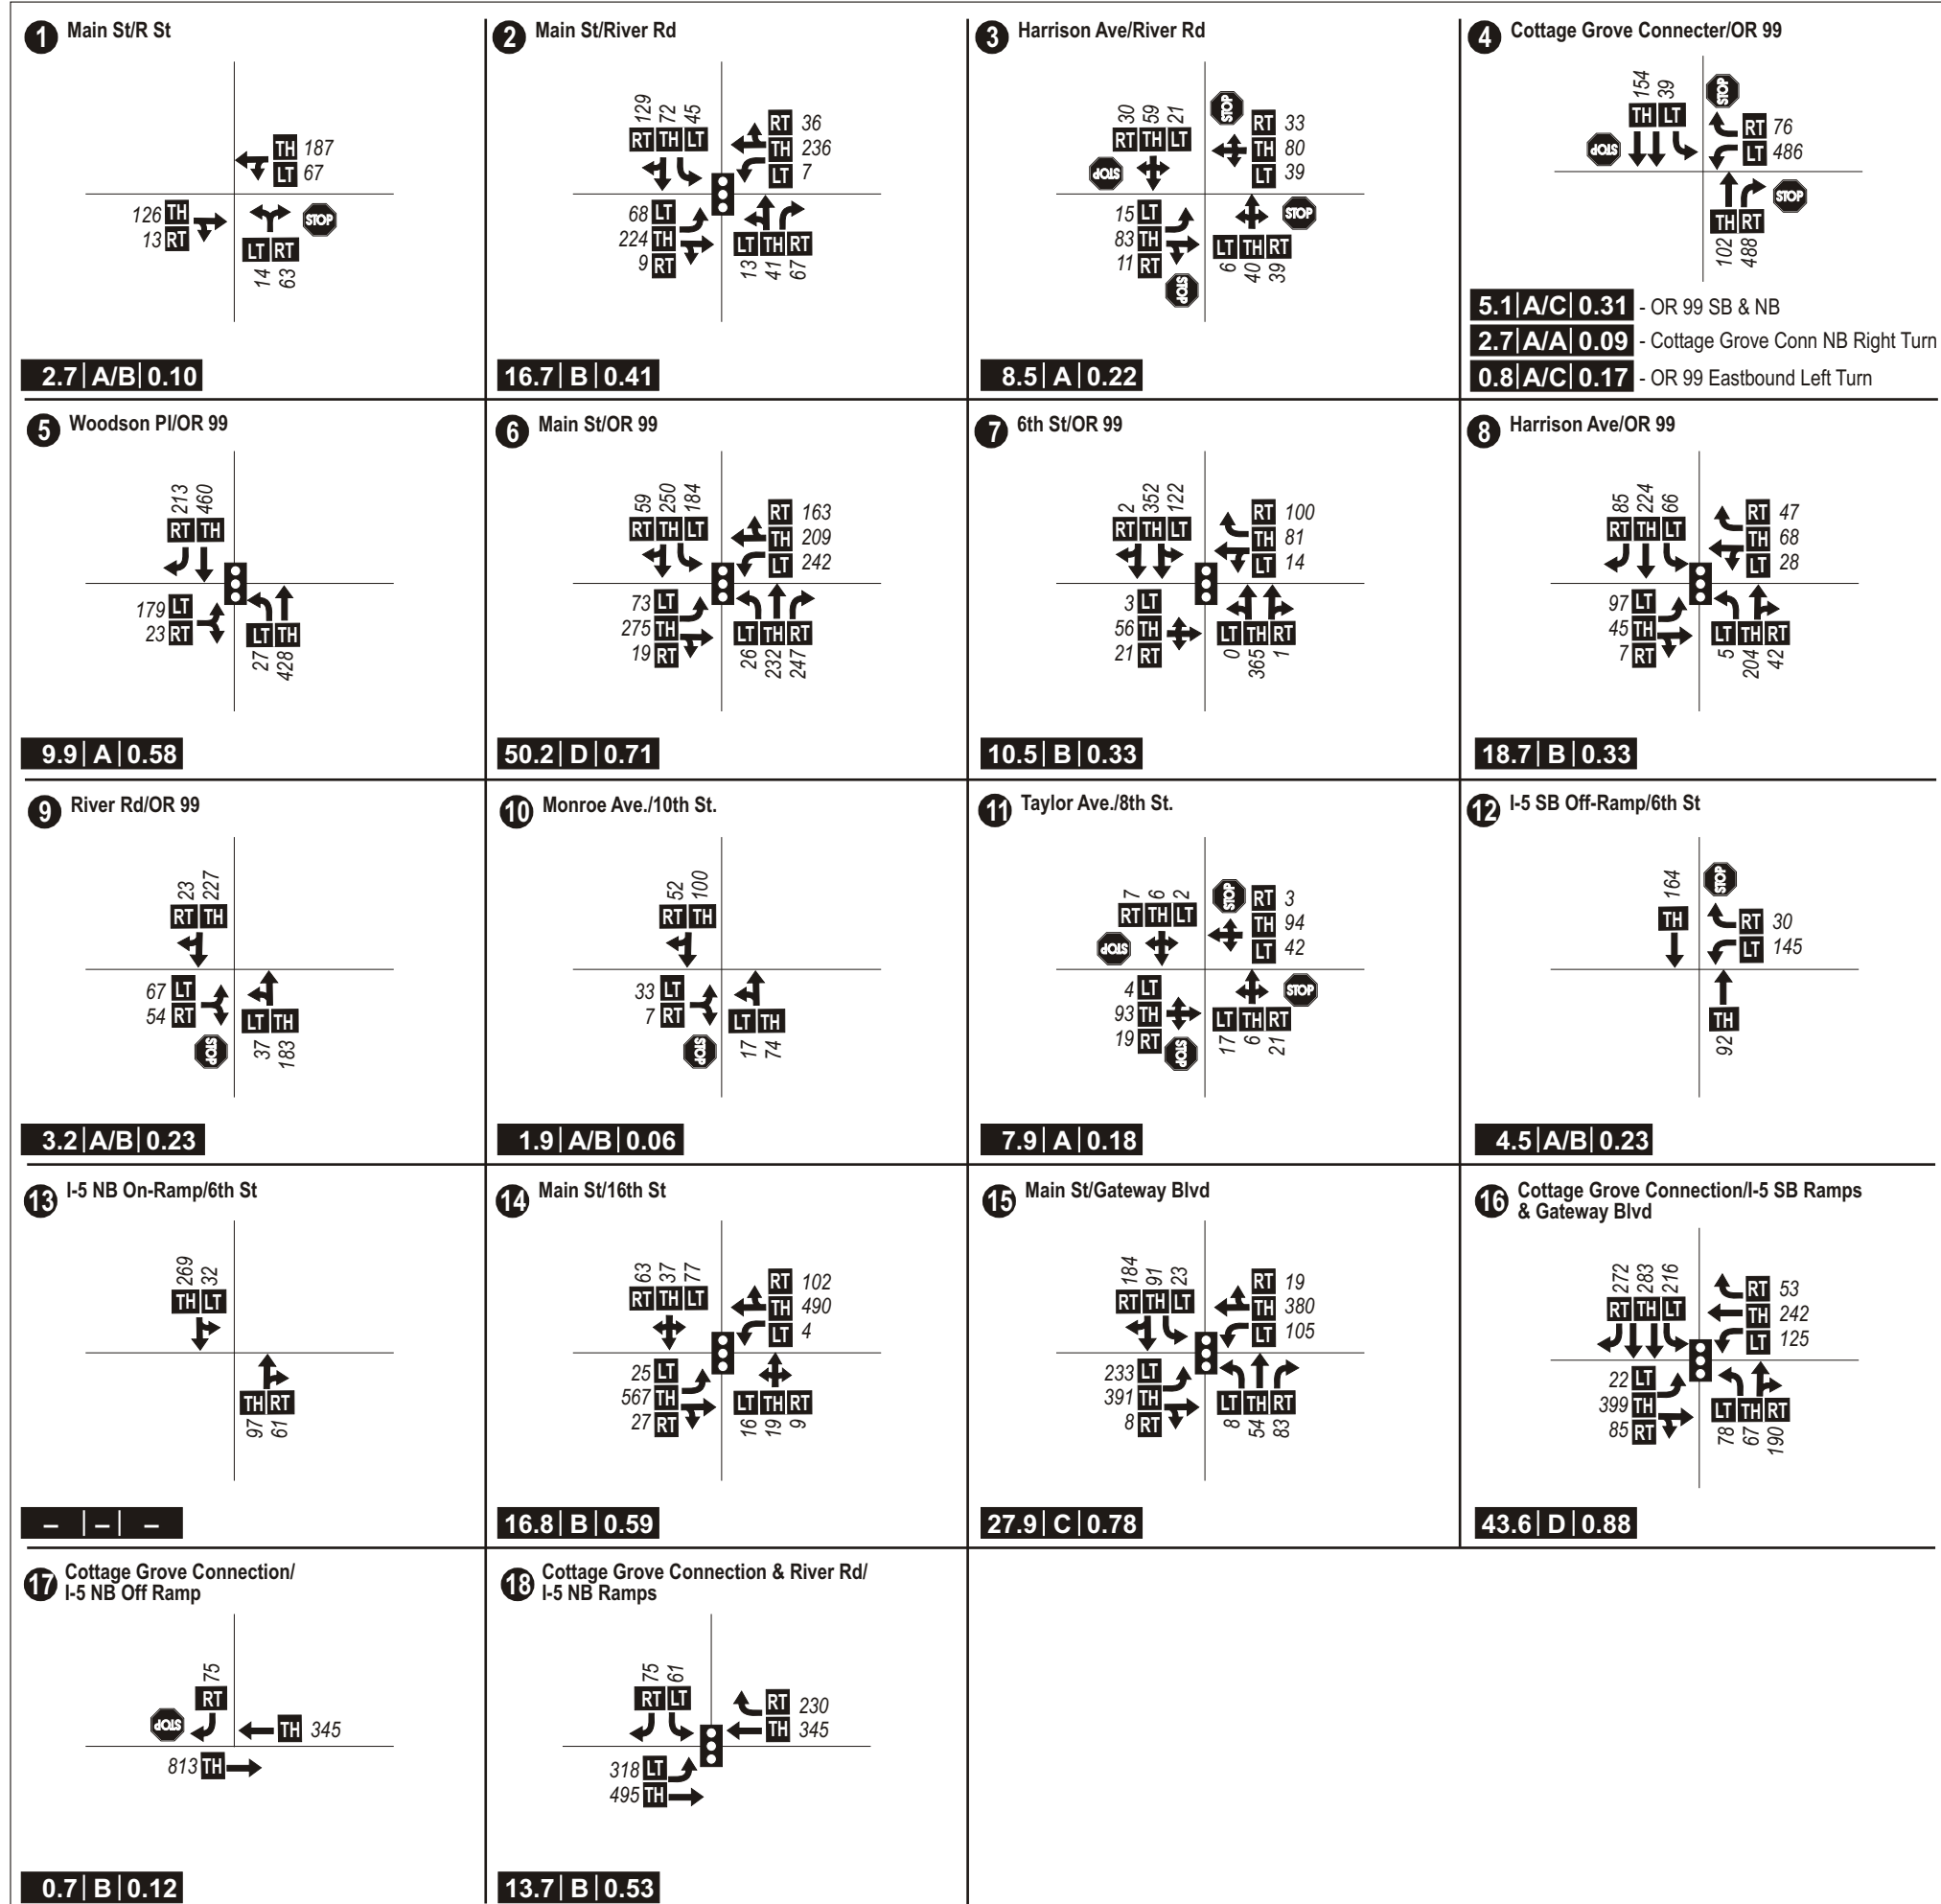 1 Main St/R St
TH 187
LT 67
126 TH
13 RT
STOP
LT RT
14 63
2.7 | A/B | 0.10
2 Main St/River Rd
129 72 45
RT TH LT
RT 36
TH 236
LT 7
68 LT
224 TH
9 RT
LT TH RT
13 41 67
16.7 | B | 0.41
3 Harrison Ave/River Rd
30 59 21
RT TH LT
STOP
STOP
RT 33
TH 80
LT 39
15 LT
83 TH
11 RT
STOP
STOP
LT TH RT
6 40 39
8.5 | A | 0.22
4 Cottage Grove Connecter/OR 99
154 39
TH LT
STOP
STOP
RT 76
LT 486
STOP
TH RT
102 488
5.1 | A/C | 0.31 - OR 99 SB & NB
2.7 | A/A | 0.09 - Cottage Grove Conn NB Right Turn
0.8 | A/C | 0.17 - OR 99 Eastbound Left Turn
5 Woodson Pl/OR 99
213 460
RT TH
179 LT
23 RT
LT TH
27 428
9.9 | A | 0.58
6 Main St/OR 99
59 250 184
RT TH LT
RT 163
TH 209
LT 242
73 LT
275 TH
19 RT
LT TH RT
26 232 247
50.2 | D | 0.71
7 6th St/OR 99
2 352 122
RT TH LT
RT 100
TH 81
LT 14
3 LT
56 TH
21 RT
LT TH RT
0 365 1
10.5 | B | 0.33
8 Harrison Ave/OR 99
85 224 66
RT TH LT
RT 47
TH 68
LT 28
97 LT
45 TH
7 RT
LT TH RT
5 204 42
18.7 | B | 0.33
9 River Rd/OR 99
23 227
RT TH
67 LT
54 RT
STOP
LT TH
37 183
3.2 | A/B | 0.23
10 Monroe Ave./10th St.
52 100
RT TH
33 LT
7 RT
STOP
LT TH
17 74
1.9 | A/B | 0.06
11 Taylor Ave./8th St.
7 6 2
RT TH LT
STOP
STOP
RT 3
TH 94
LT 42
4 LT
93 TH
19 RT
STOP
STOP
LT TH RT
17 6 21
7.9 | A | 0.18
12 I-5 SB Off-Ramp/6th St
164
TH
STOP
RT 30
LT 145
TH
92
4.5 | A/B | 0.23
13 I-5 NB On-Ramp/6th St
269 32
TH LT
TH RT
97 61
– | – | –
14 Main St/16th St
63 37 77
RT TH LT
RT 102
TH 490
LT 4
25 LT
567 TH
27 RT
LT TH RT
16 19 9
16.8 | B | 0.59
15 Main St/Gateway Blvd
184 91 23
RT TH LT
RT 19
TH 380
LT 105
233 LT
391 TH
8 RT
LT TH RT
8 54 83
27.9 | C | 0.78
16 Cottage Grove Connection/I-5 SB Ramps
& Gateway Blvd
272 283 216
RT TH LT
RT 53
TH 242
LT 125
22 LT
399 TH
85 RT
LT TH RT
78 67 190
43.6 | D | 0.88
17 Cottage Grove Connection/
I-5 NB Off Ramp
75
RT
STOP
TH 345
813 TH
0.7 | B | 0.12
18 Cottage Grove Connection & River Rd/
I-5 NB Ramps
75 61
RT LT
RT 230
TH 345
318 LT
495 TH
13.7 | B | 0.53